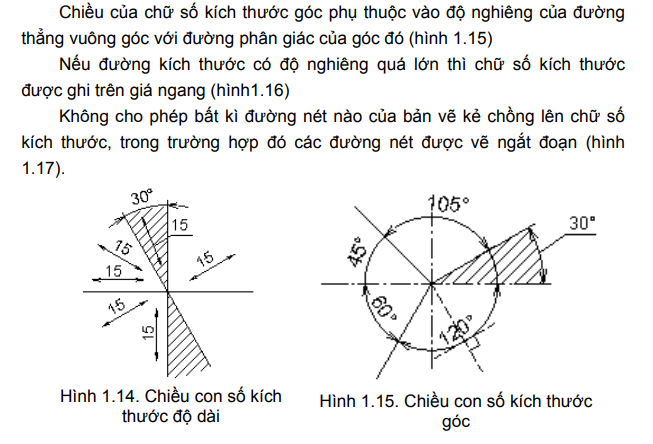 Chiều của chữ số kích thước góc phụ thuộc vào độ nghiêng của đường
thẳng vuông góc với đường phân giác của góc đó (hình 1.15)
Nếu đường kích thước có độ nghiêng quá lớn thì chữ số kích thước
được ghi trên giá ngang (hình1.16)
Không cho phép bất kì đường nét nào của bản vẽ kẻ chồng lên chữ số
kích thước, trong trường hợp đó các đường nét được vẽ ngắt đoạn (hình
1.17).
30°
15
15
15
15
15
15
Hình 1.14. Chiều con số kích
thước độ dài
105°
30°
45°
60°
120°
Hình 1.15. Chiều con số kích thước
góc